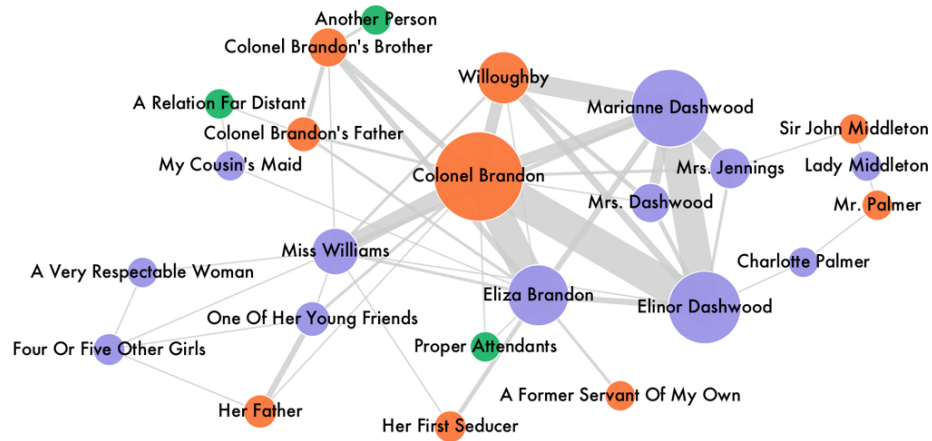 Another Person
Colonel Brandon's Brother
Willoughby
Marianne Dashwood
A Relation Far Distant
Colonel Brandon's Father
Sir John Middleton
My Cousin's Maid
Colonel Brandon
Mrs. Jennings
Lady Middleton
Mrs. Dashwood
Mr. Palmer
Miss Williams
A Very Respectable Woman
Charlotte Palmer
Eliza Brandon
Elinor Dashwood
One Of Her Young Friends
Four Or Five Other Girls
Proper Attendants
A Former Servant Of My Own
Her Father
Her First Seducer